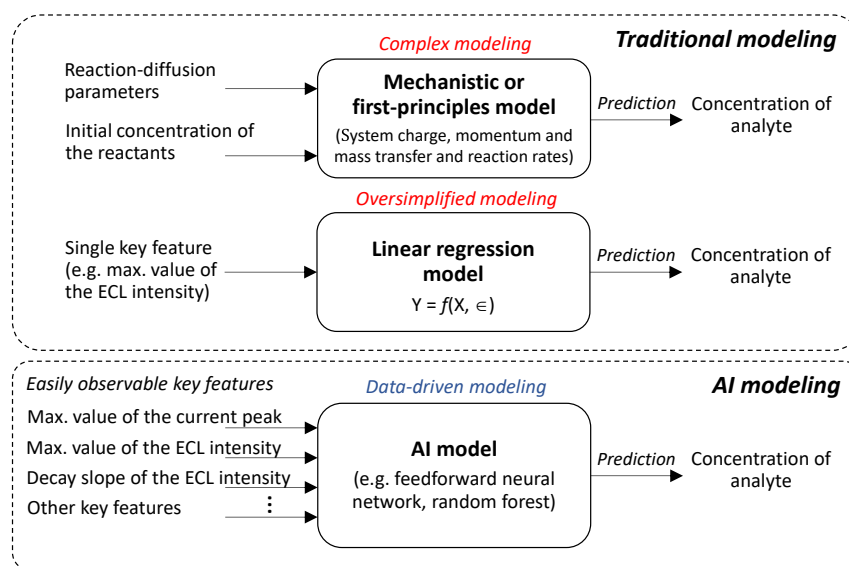 Complex modeling
Traditional modeling
Reaction-diffusion
parameters
Initial concentration of
the reactants
Mechanistic or
first-principles model
(System charge, momentum and
mass transfer and reaction rates)
Prediction
Concentration of
analyte
Oversimplified modeling
Single key feature
(e.g. max. value of
the ECL intensity)
Linear regression
model
Y = f(X, ∈)
Prediction
Concentration of
analyte
Easily observable key features
Data-driven modeling
AI modeling
Max. value of the current peak
Max. value of the ECL intensity
Decay slope of the ECL intensity
Other key features ⋮
AI model
(e.g. feedforward neural
network, random forest)
Prediction
Concentration of
analyte